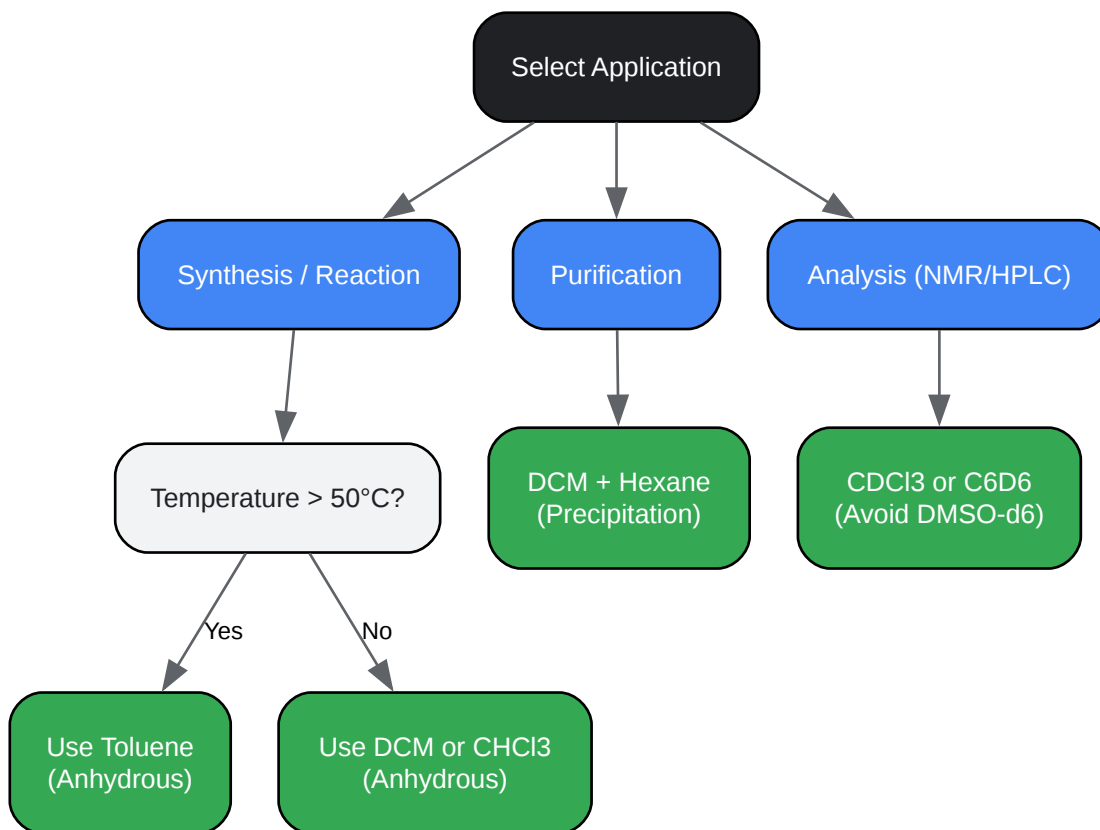 Select Application
Synthesis / Reaction
Purification
Analysis (NMR/HPLC)
Temperature > 50°C?
DCM + Hexane
(Precipitation)
CDCl3 or C6D6
(Avoid DMSO-d6)
Yes
No
Use Toluene
(Anhydrous)
Use DCM or CHCl3
(Anhydrous)